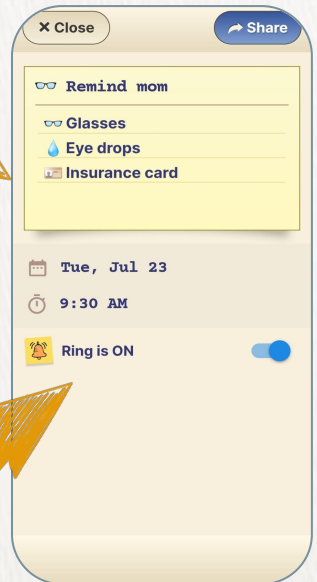 × Close
Share
Remind mom
Glasses
Eye drops
Insurance card
Tue, Jul 23
9:30 AM
Ring is ON